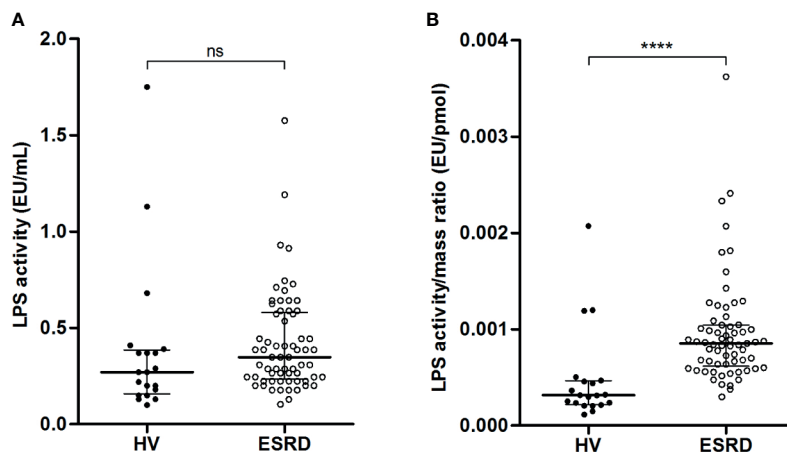 A
LPS activity (EU/mL)
2.0
1.5
1.0
0.5
0.0
ns
HV
ESRD
B
LPS activity/mass ratio (EU/pmol)
0.004
0.003
0.002
0.001
0.000
****
HV
ESRD